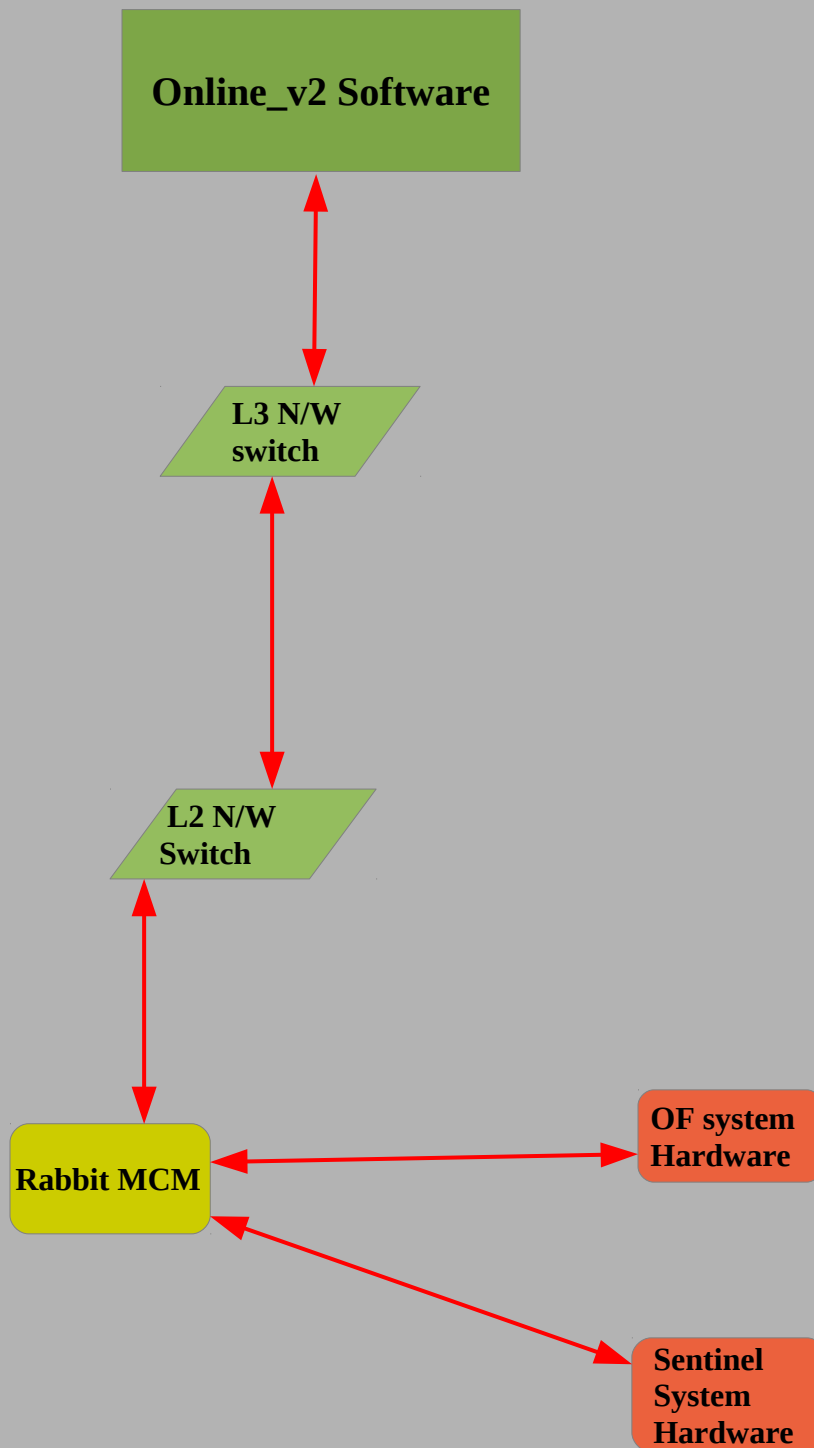 Online_v2 Software
L3 N/W
switch
L2 N/W
Switch
Rabbit MCM
OF system
Hardware
Sentinel
System
Hardware